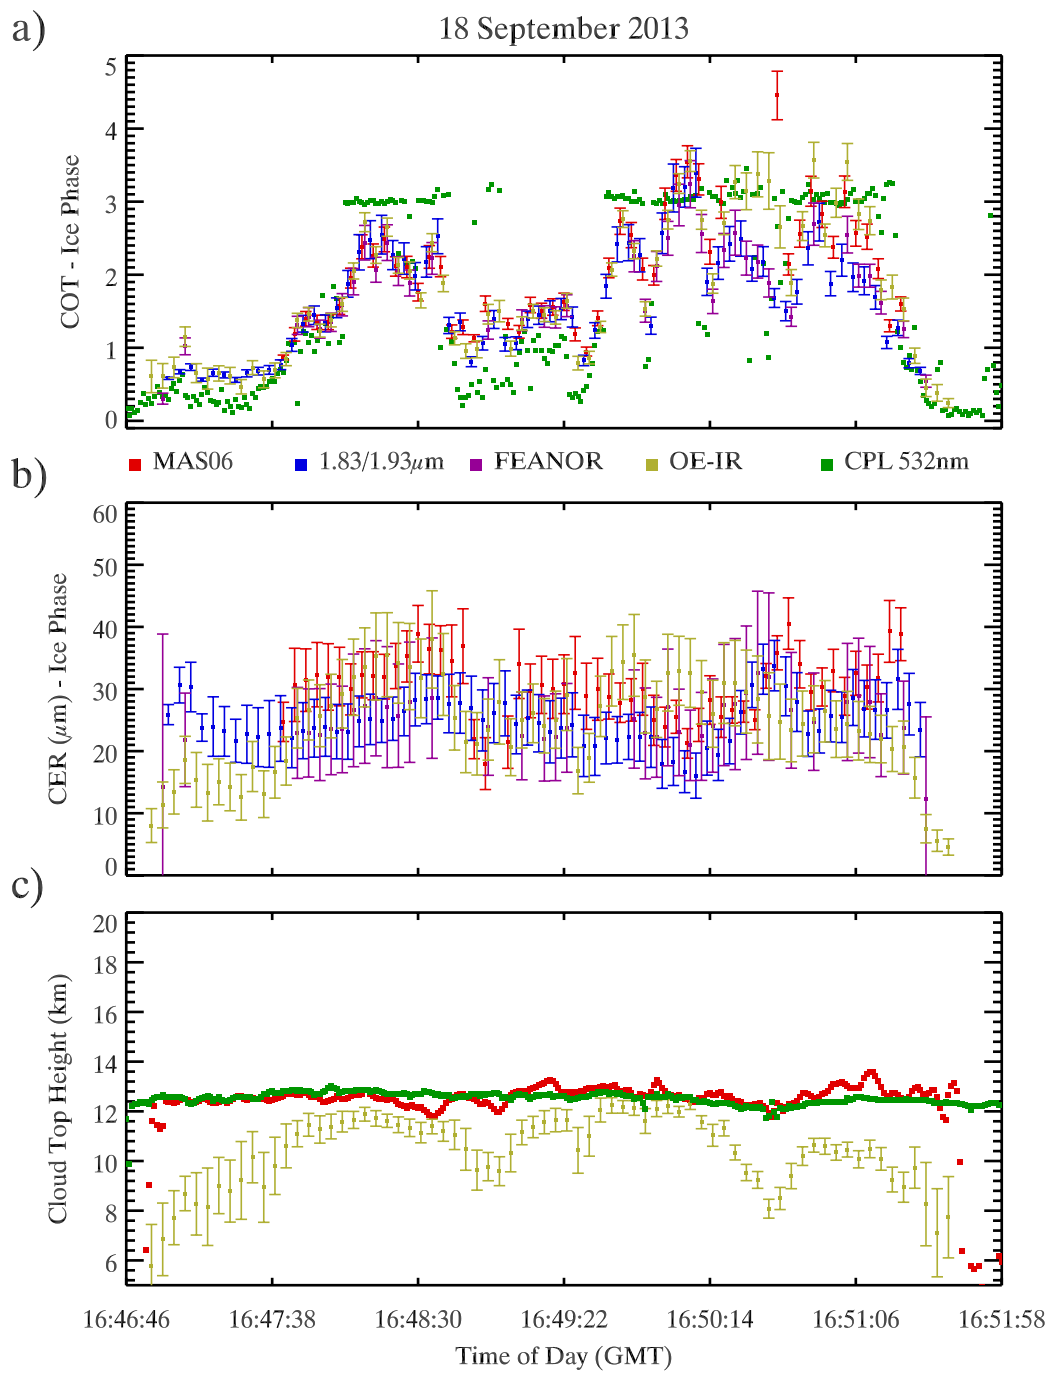 a)
18 September 2013
5
4
3
2
1
0
COT - Ice Phase
MAS06 1.83/1.93μm FEANOR OE-IR CPL 532nm
b)
60
50
40
30
20
10
0
CER (μm) - Ice Phase
c)
20
18
16
14
12
10
8
6
Cloud Top Height (km)
16:46:46 16:47:38 16:48:30 16:49:22 16:50:14 16:51:06 16:51:58
Time of Day (GMT)